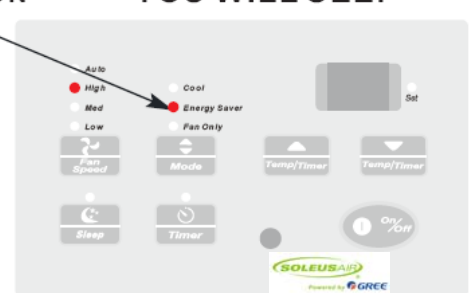 ON YOU WILL SEE:
Auto
High
Med
Low
Cool
Energy Saver
Fan Only
Set
Fan
Speed
Mode
Temp/Timer
Temp/Timer
Sleep
Timer
On/Off
SOLEUSAIR
Powered by GREE